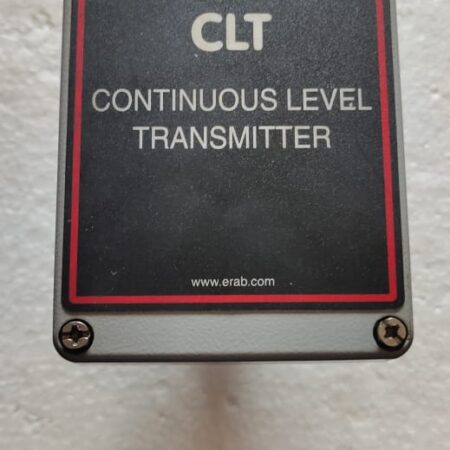 CLT
CONTINUOUS LEVEL
TRANSMITTER
www.erab.com